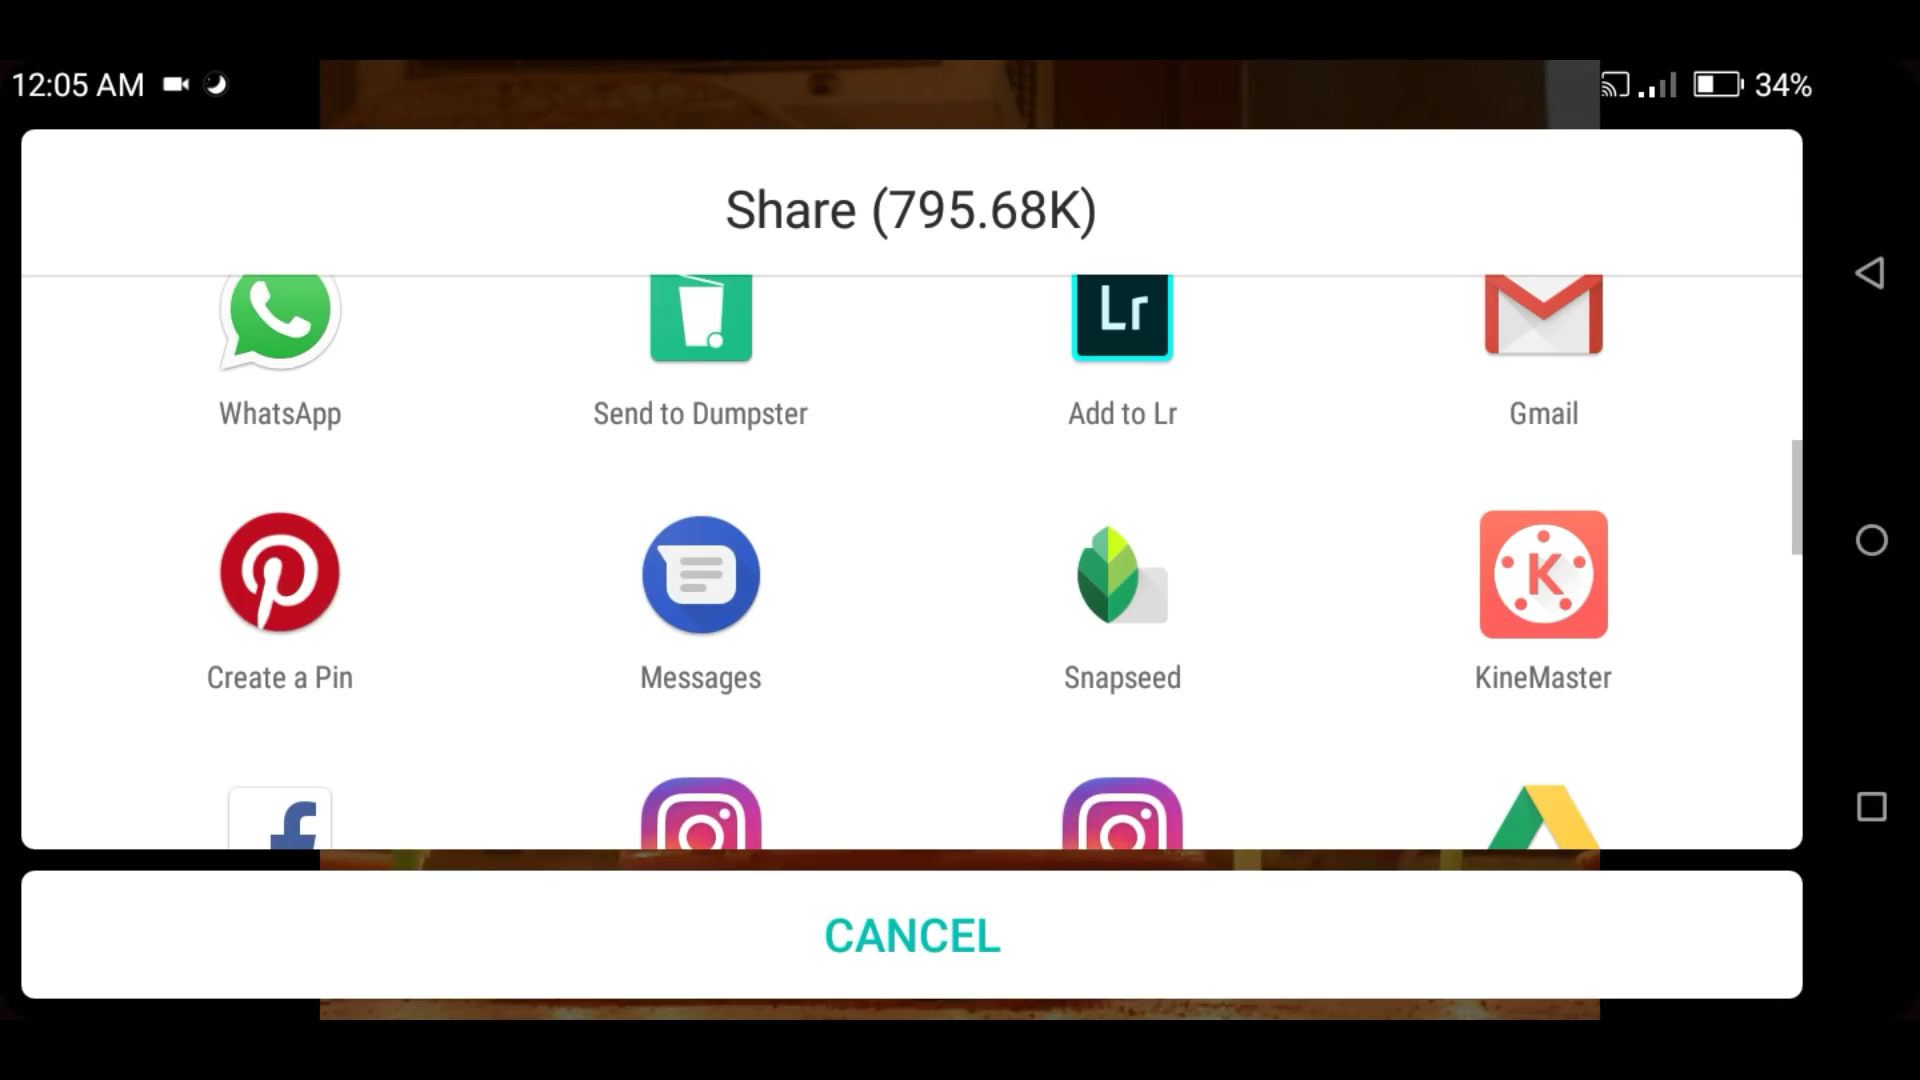 12:05 AM 34%
Share (795.68K)
Lr
WhatsApp Send to Dumpster Add to Lr Gmail
K
Create a Pin Messages Snapseed KineMaster
f
CANCEL